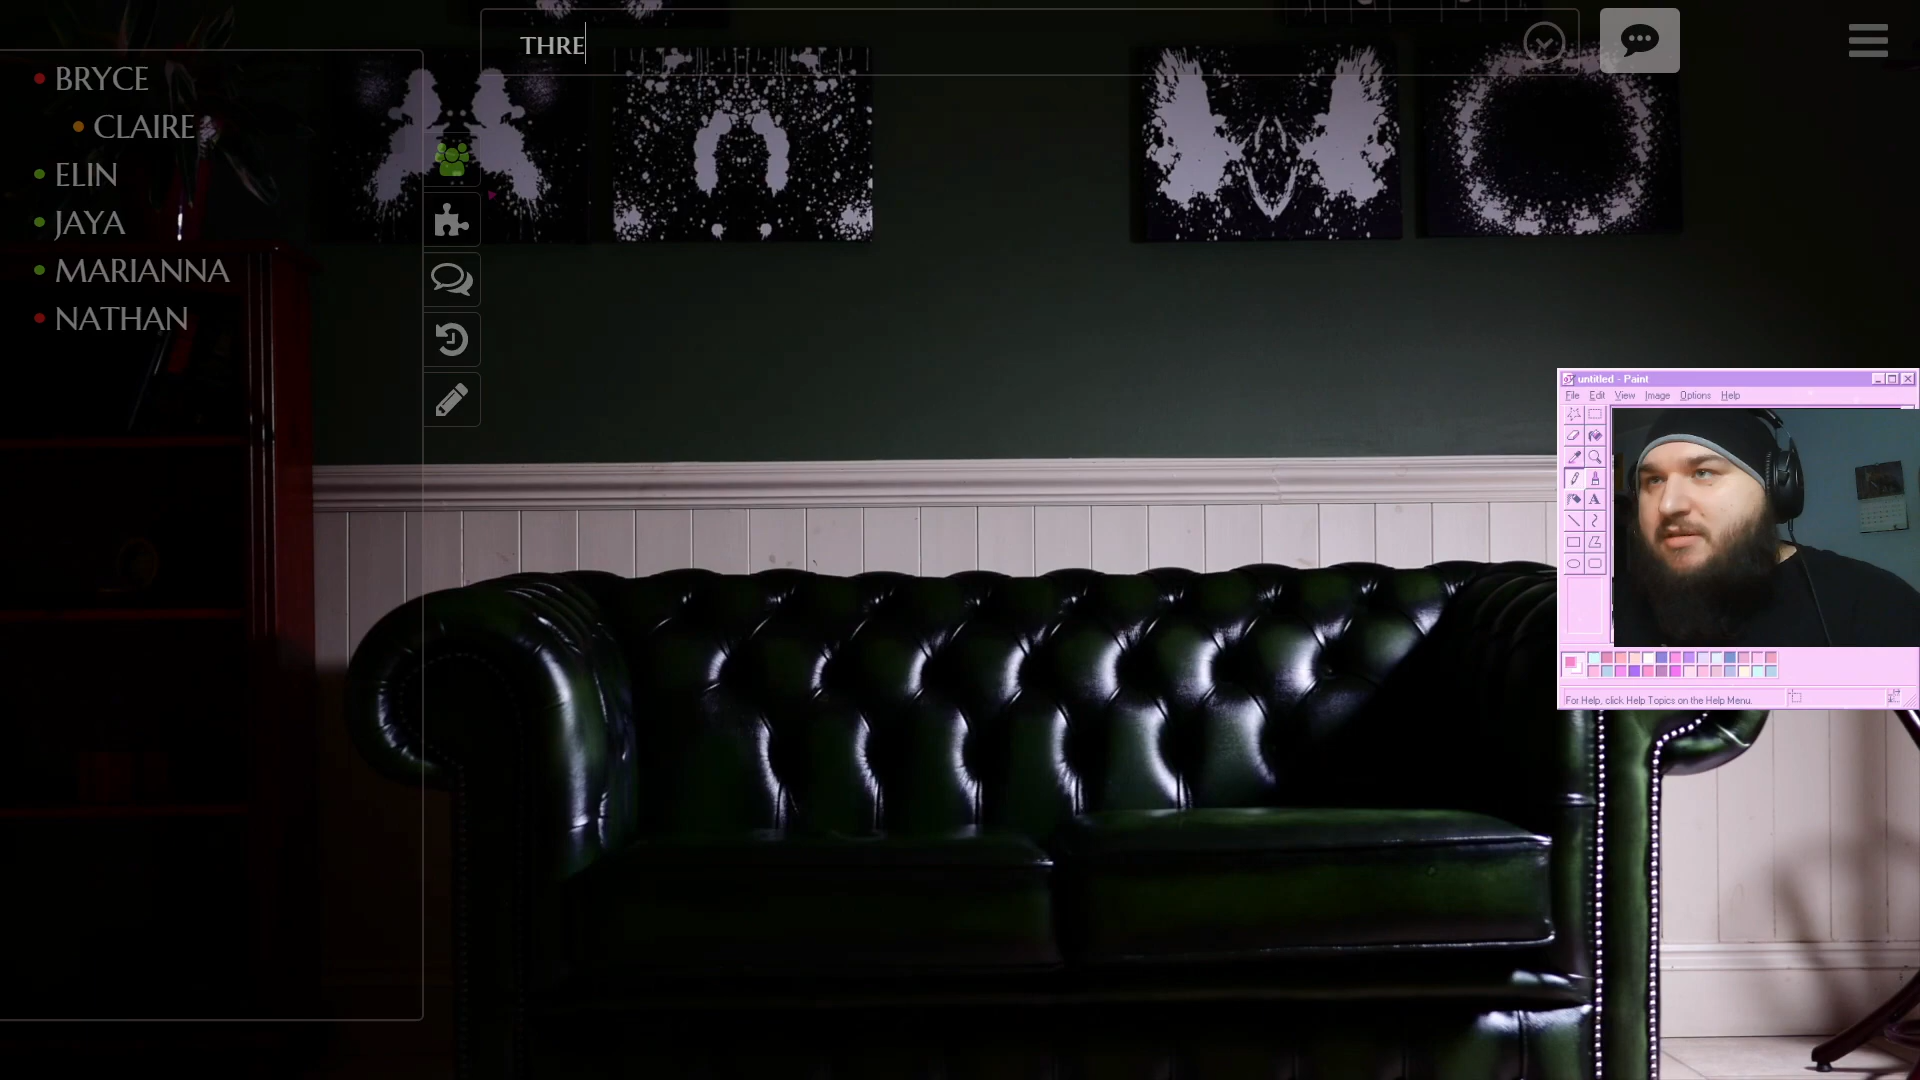 THRE
BRYCE
CLAIRE
ELIN
JAYA
MARIANNA
NATHAN
untitled - Paint
File Edit View Image Options Help
A
For Help, click Help Topics on the Help Menu.